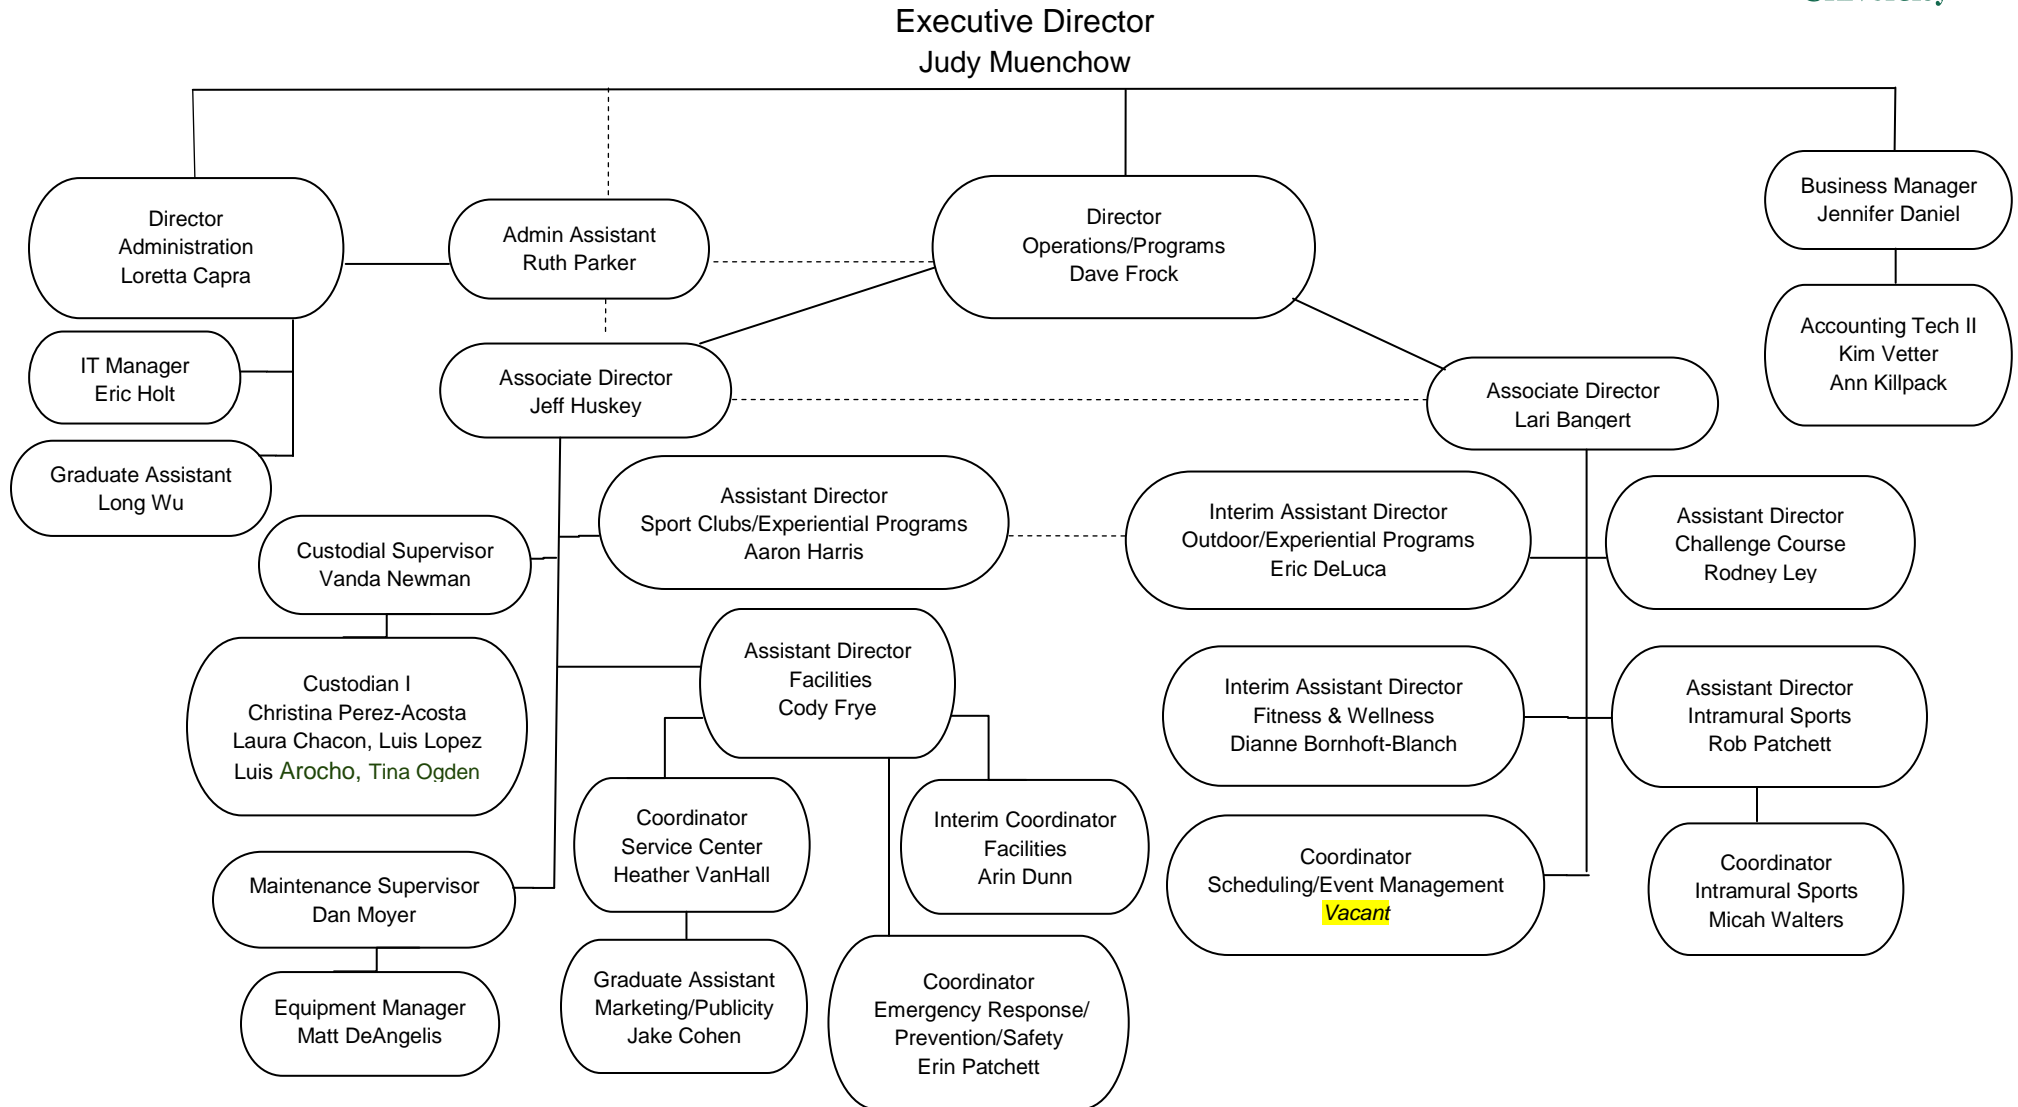 Executive Director
Judy Muenchow
Director
Administration
Loretta Capra
Admin Assistant
Ruth Parker
Director
Operations/Programs
Dave Frock
Business Manager
Jennifer Daniel
IT Manager
Eric Holt
Accounting Tech II
Kim Vetter
Ann Killpack
Associate Director
Jeff Huskey
Associate Director
Lari Bangert
Graduate Assistant
Long Wu
Assistant Director
Sport Clubs/Experiential Programs
Aaron Harris
Interim Assistant Director
Outdoor/Experiential Programs
Eric DeLuca
Assistant Director
Challenge Course
Rodney Ley
Custodial Supervisor
Vanda Newman
Custodian I
Christina Perez-Acosta
Laura Chacon, Luis Lopez
Luis Arocho, Tina Ogden
Assistant Director
Facilities
Cody Frye
Interim Assistant Director
Fitness & Wellness
Dianne Bornhoft-Blanch
Assistant Director
Intramural Sports
Rob Patchett
Coordinator
Service Center
Heather VanHall
Interim Coordinator
Facilities
Arin Dunn
Coordinator
Scheduling/Event Management
Vacant
Coordinator
Intramural Sports
Micah Walters
Maintenance Supervisor
Dan Moyer
Equipment Manager
Matt DeAngelis
Graduate Assistant
Marketing/Publicity
Jake Cohen
Coordinator
Emergency Response/
Prevention/Safety
Erin Patchett